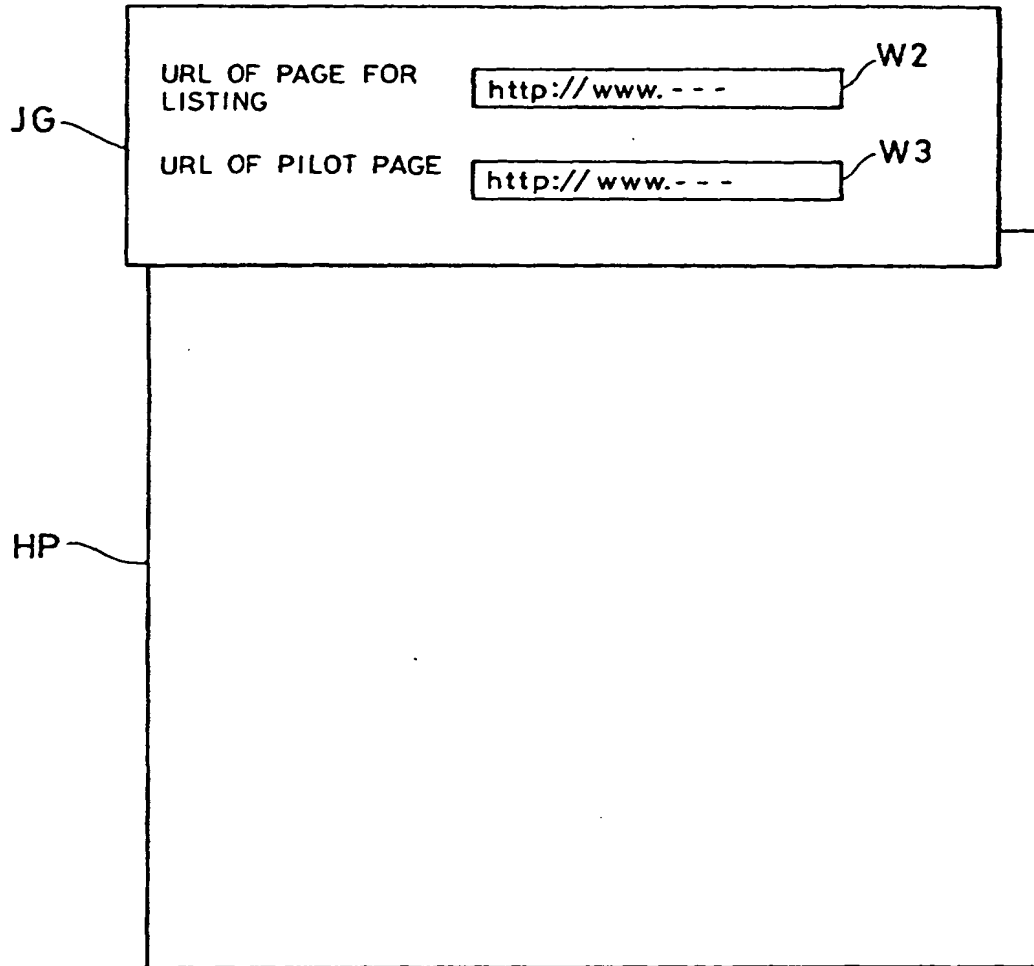 URL OF PAGE FOR
LISTING
http://www.---
W2
JG
URL OF PILOT PAGE
http://www.---
W3
HP